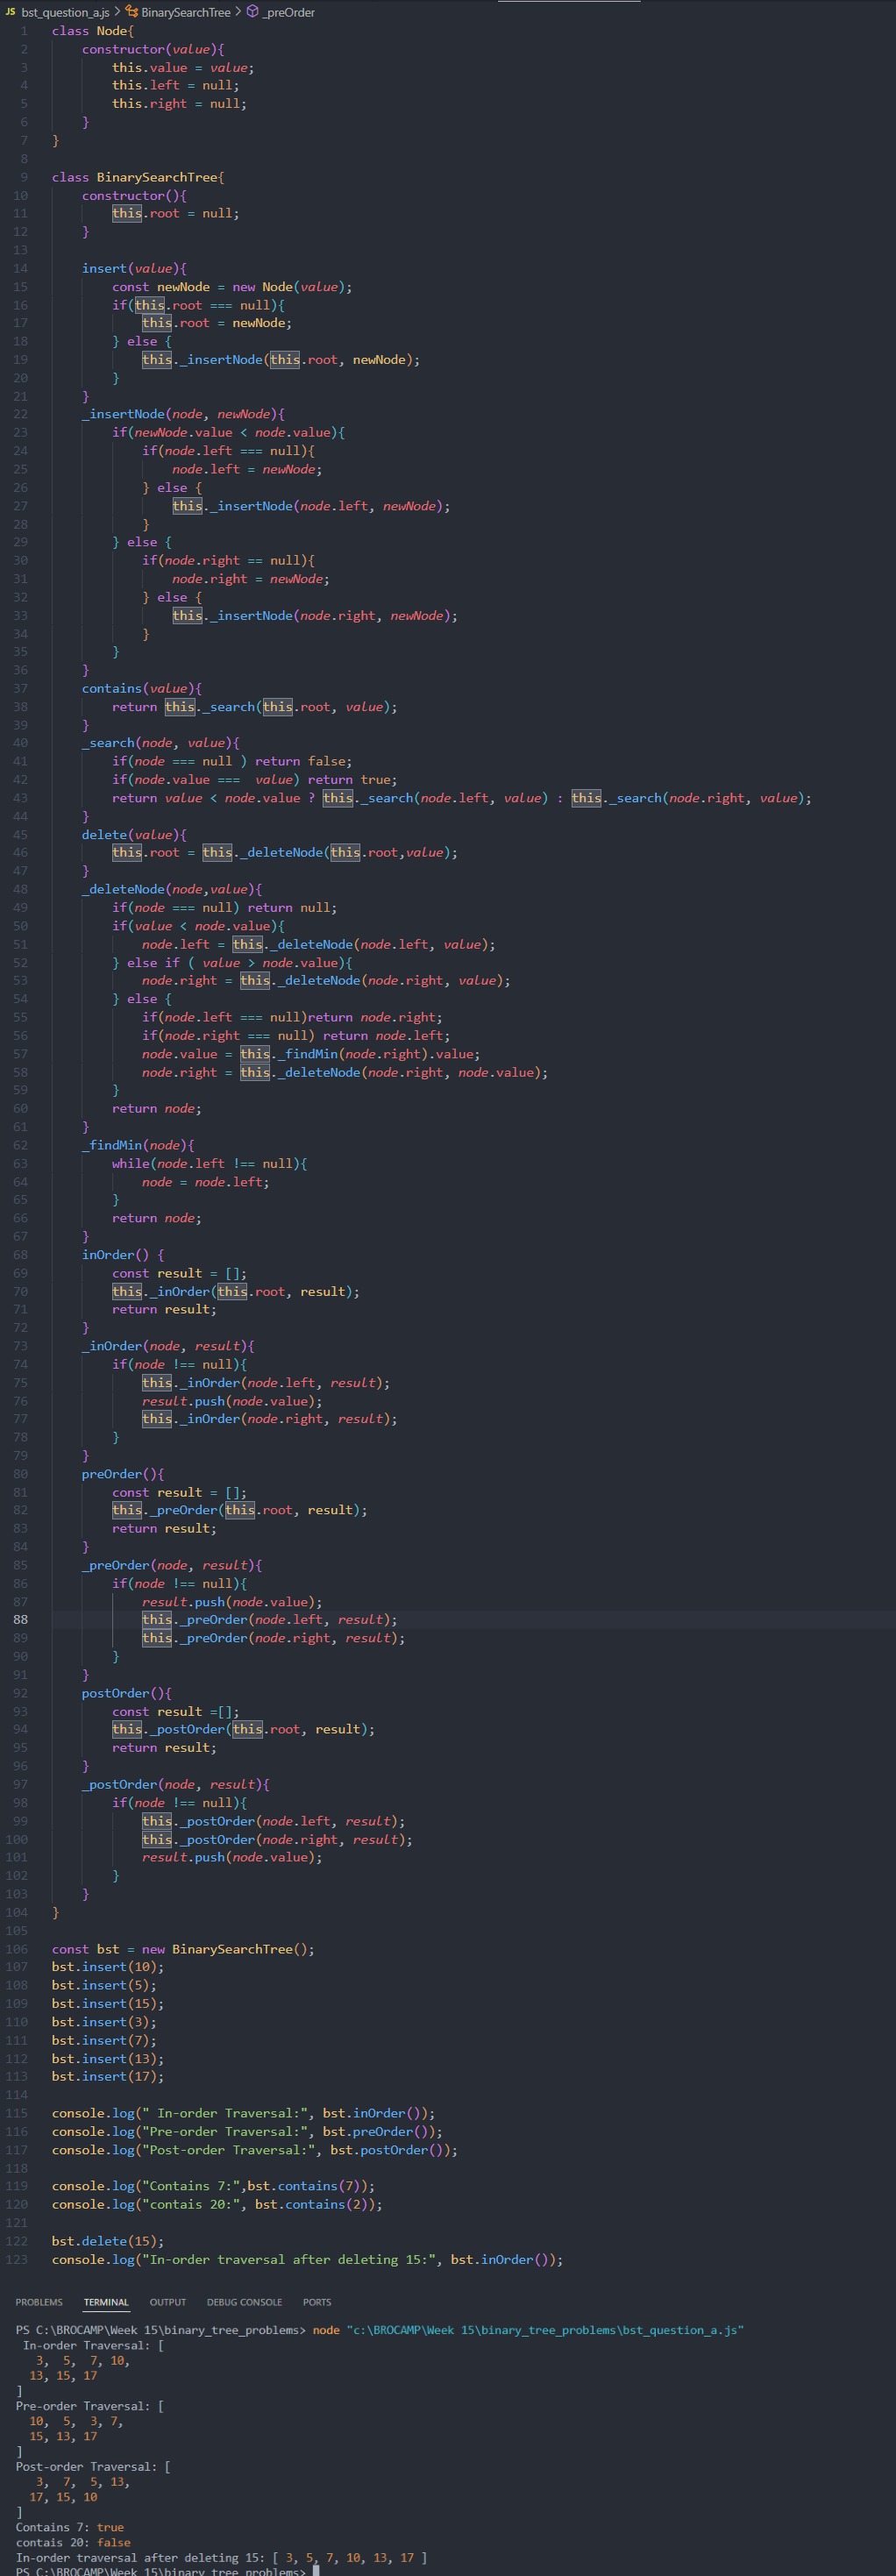 JS bst_question_a.js > BinarySearchTree > _preOrder
1 class Node{
2 constructor(value){
3 this.value = value;
4 this.left = null;
5 this.right = null;
6 }
7 }
8
9 class BinarySearchTree{
10 constructor(){
11 this.root = null;
12 }
13
14 insert(value){
15 const newNode = new Node(value);
16 if(this.root === null){
17 this.root = newNode;
18 } else {
19 this._insertNode(this.root, newNode);
20 }
21 }
22 _insertNode(node, newNode){
23 if(newNode.value < node.value){
24 if(node.left === null){
25 node.left = newNode;
26 } else {
27 this._insertNode(node.left, newNode);
28 }
29 } else {
30 if(node.right == null){
31 node.right = newNode;
32 } else {
33 this._insertNode(node.right, newNode);
34 }
35 }
36 }
37 contains(value){
38 return this._search(this.root, value);
39 }
40 _search(node, value){
41 if(node === null ) return false;
42 if(node.value ===  value) return true;
43 return value < node.value ? this._search(node.left, value) : this._search(node.right, value);
44 }
45 delete(value){
46 this.root = this._deleteNode(this.root,value);
47 }
48 _deleteNode(node,value){
49 if(node === null) return null;
50 if(value < node.value){
51 node.left = this._deleteNode(node.left, value);
52 } else if ( value > node.value){
53 node.right = this._deleteNode(node.right, value);
54 } else {
55 if(node.left === null)return node.right;
56 if(node.right === null) return node.left;
57 node.value = this._findMin(node.right).value;
58 node.right = this._deleteNode(node.right, node.value);
59 }
60 return node;
61 }
62 _findMin(node){
63 while(node.left !== null){
64 node = node.left;
65 }
66 return node;
67 }
68 inOrder() {
69 const result = [];
70 this._inOrder(this.root, result);
71 return result;
72 }
73 _inOrder(node, result){
74 if(node !== null){
75 this._inOrder(node.left, result);
76 result.push(node.value);
77 this._inOrder(node.right, result);
78 }
79 }
80 preOrder(){
81 const result = [];
82 this._preOrder(this.root, result);
83 return result;
84 }
85 _preOrder(node, result){
86 if(node !== null){
87 result.push(node.value);
88 this._preOrder(node.left, result);
89 this._preOrder(node.right, result);
90 }
91 }
92 postOrder(){
93 const result =[];
94 this._postOrder(this.root, result);
95 return result;
96 }
97 _postOrder(node, result){
98 if(node !== null){
99 this._postOrder(node.left, result);
100 this._postOrder(node.right, result);
101 result.push(node.value);
102 }
103 }
104 }
105
106 const bst = new BinarySearchTree();
107 bst.insert(10);
108 bst.insert(5);
109 bst.insert(15);
110 bst.insert(3);
111 bst.insert(7);
112 bst.insert(13);
113 bst.insert(17);
114
115 console.log(" In-order Traversal:", bst.inOrder());
116 console.log("Pre-order Traversal:", bst.preOrder());
117 console.log("Post-order Traversal:", bst.postOrder());
118
119 console.log("Contains 7:",bst.contains(7));
120 console.log("contais 20:", bst.contains(2));
121
122 bst.delete(15);
123 console.log("In-order traversal after deleting 15:", bst.inOrder());
PROBLEMS TERMINAL OUTPUT DEBUG CONSOLE PORTS
PS C:\BROCAMP\Week 15\binary_tree_problems> node "c:\BROCAMP\Week 15\binary_tree_problems\bst_question_a.js"
In-order Traversal: [
3, 5, 7, 10,
13, 15, 17
]
Pre-order Traversal: [
10, 5, 3, 7,
15, 13, 17
]
Post-order Traversal: [
3, 7, 5, 13,
17, 15, 10
]
Contains 7: true
contais 20: false
In-order traversal after deleting 15: [ 3, 5, 7, 10, 13, 17 ]
PS C:\BROCAMP\Week 15\binary_tree_problems>